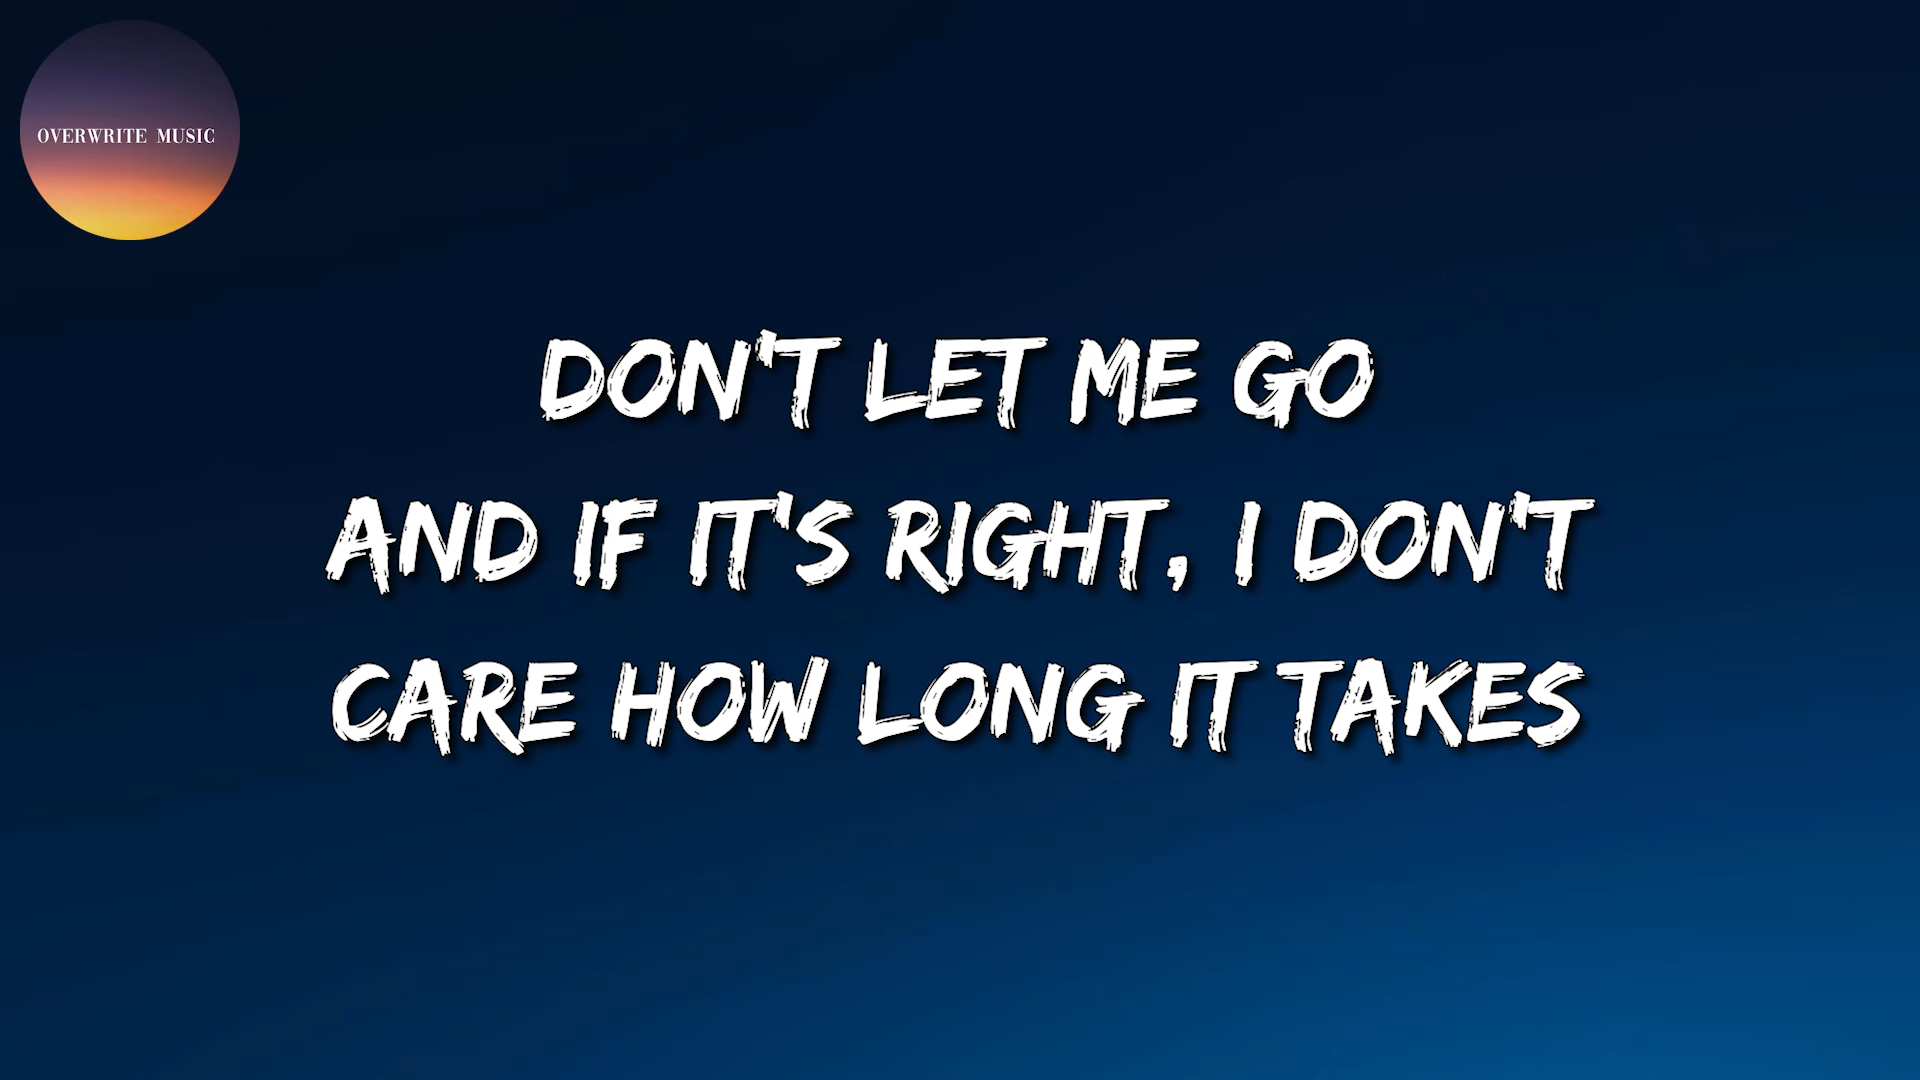 OVERWRITE MUSIC
DON'T LET ME GO
AND IF IT'S RIGHT, I DON'T
CARE HOW LONG IT TAKES